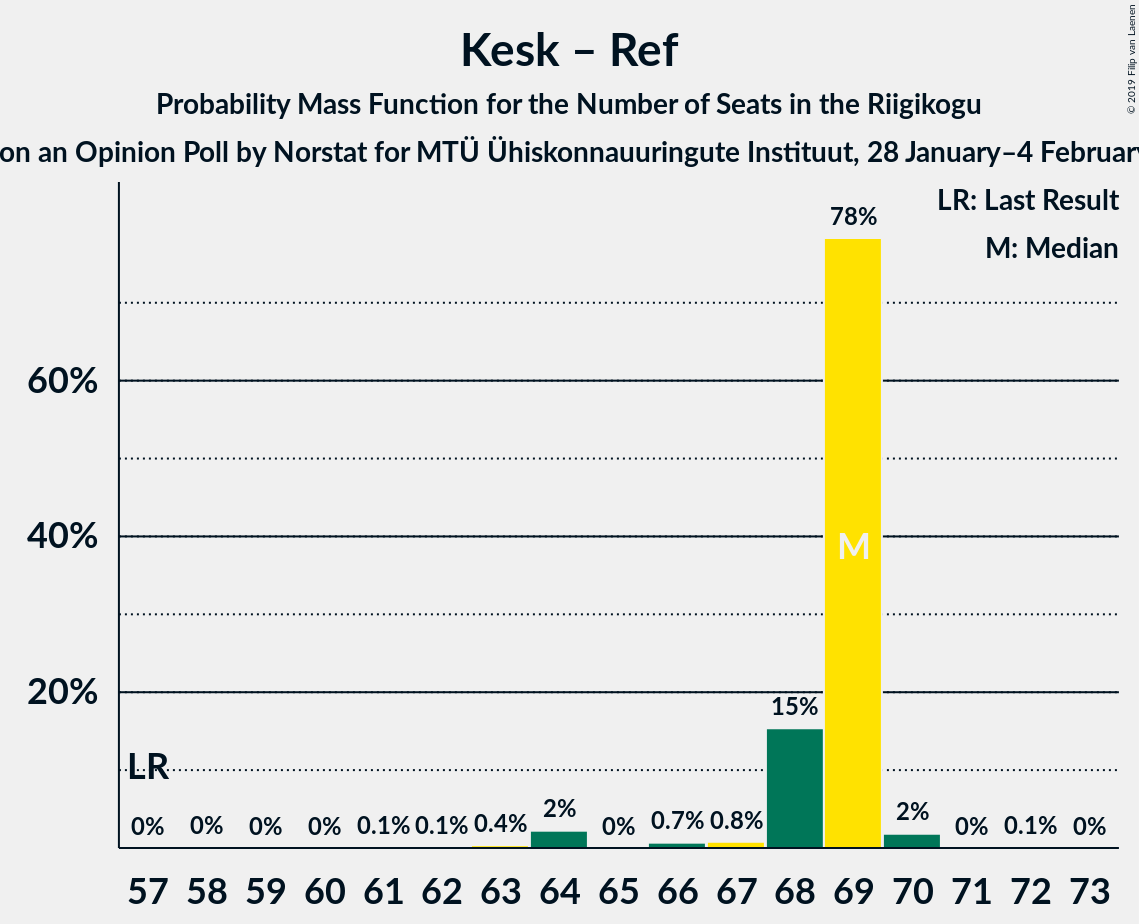 Kesk – Ref
Probability Mass Function for the Number of Seats in the Riigikogu
on an Opinion Poll by Norstat for MTÜ Ühiskonnauuringute Instituut, 28 January–4 February
© 2019 Filip van Laenen
LR: Last Result
M: Median
78%
60%
M
40%
20%
15%
LR
0% 0% 0% 0% 0.1% 0.1% 0.4% 2% 0% 0.7% 0.8% 2% 0% 0.1% 0%
57 58 59 60 61 62 63 64 65 66 67 68 69 70 71 72 73